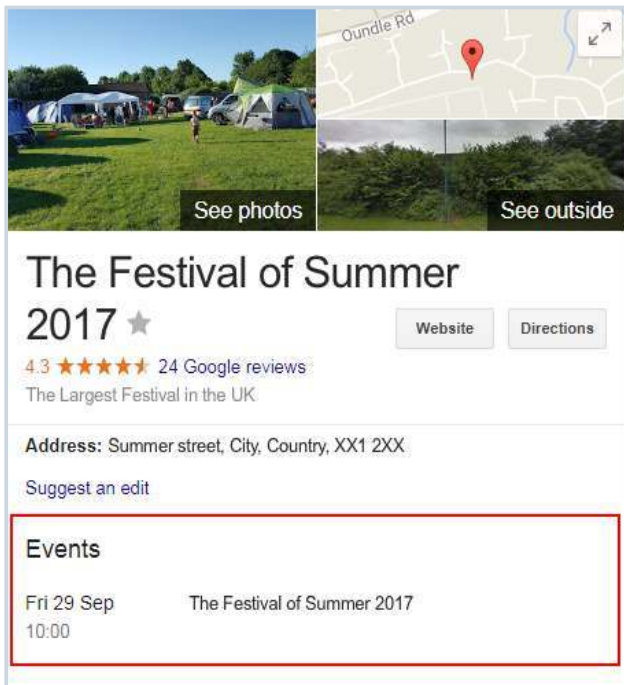 Oundle Rd
See photos
See outside
The Festival of Summer
2017
Website
Directions
4.3 24 Google reviews
The Largest Festival in the UK
Address: Summer street, City, Country, XX1 2XX
Suggest an edit
Events
Fri 29 Sep The Festival of Summer 2017
10:00